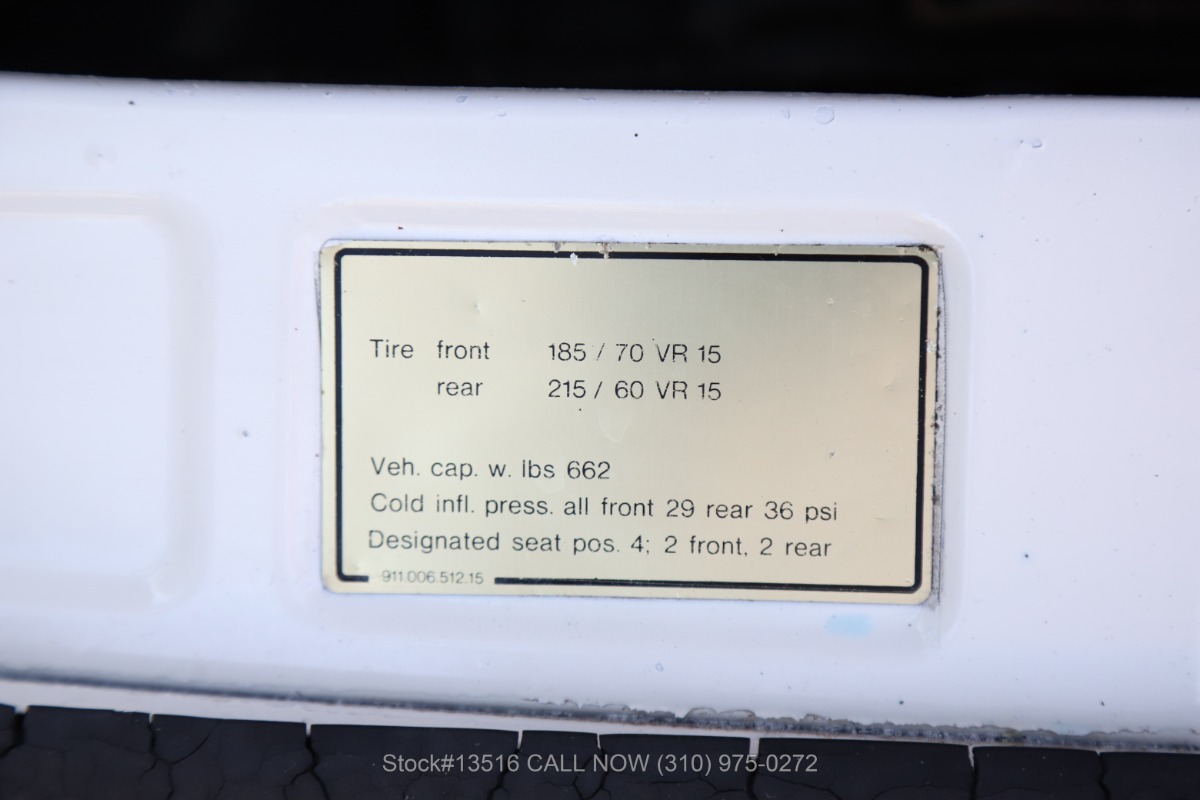 Tire front 185 / 70 VR 15
rear 215 / 60 VR 15
Veh. cap. w. lbs 662
Cold infl. press. all front 29 rear 36 psi
Designated seat pos. 4; 2 front, 2 rear
911.006.512.15
Stock#13516 CALL NOW (310) 975-0272